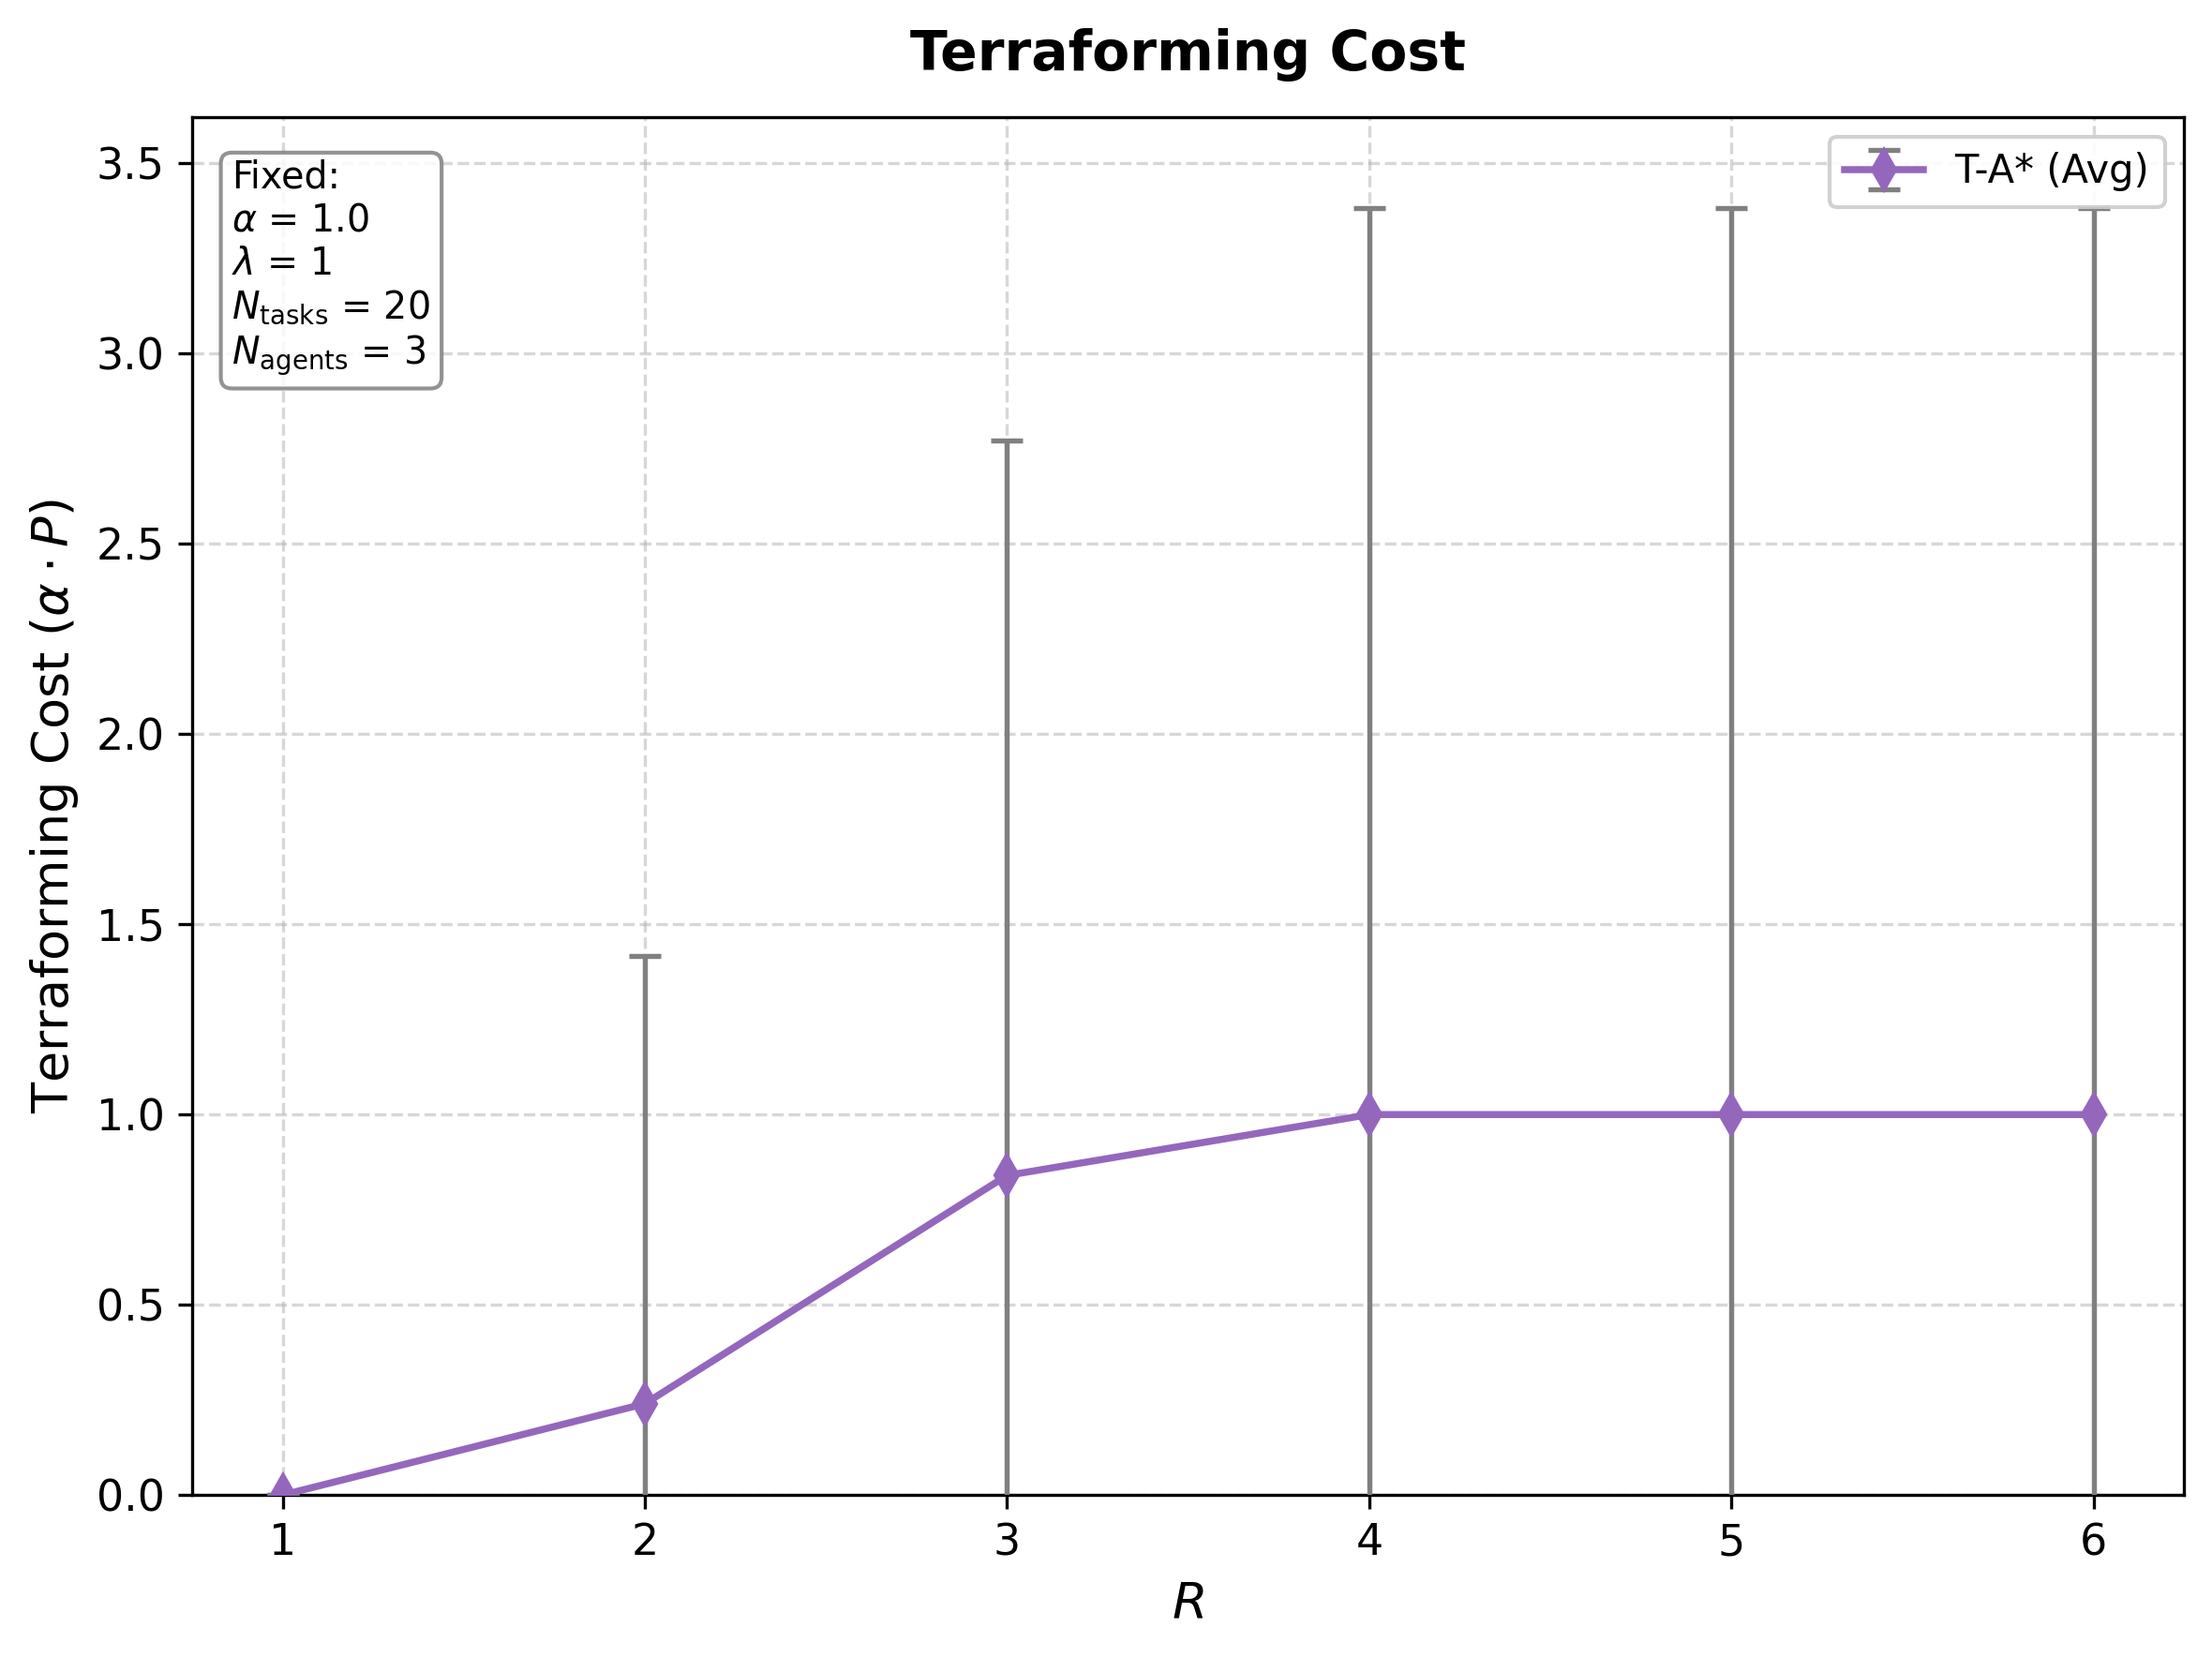 Terraforming Cost
Fixed:
α = 1.0
λ = 1
N_tasks = 20
N_agents = 3
T-A* (Avg)
Terraforming Cost (α · P)
3.5
3.0
2.5
2.0
1.5
1.0
0.5
0.0
1 2 3 4 5 6
R